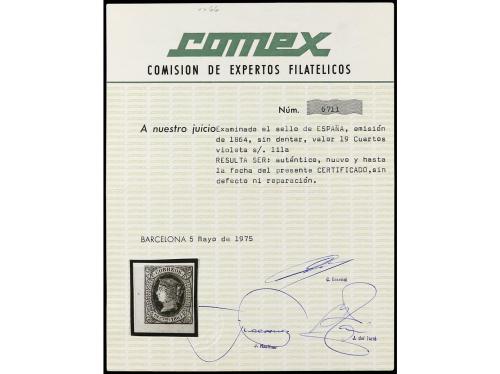 comex
COMISION DE EXPERTOS FILATELICOS
Núm. 6711
A nuestro juicio Examinado el sello de ESPAÑA, emisión
de 1864, sin dentar, valor 19 Cuartos
violeta s/. lila
RESULTA SER: auténtico, nuevo y hasta
la fecha del presente CERTIFICADO,sin
defecto ni reparación.
BARCELONA 5 Mayo de 1975
CORREOS